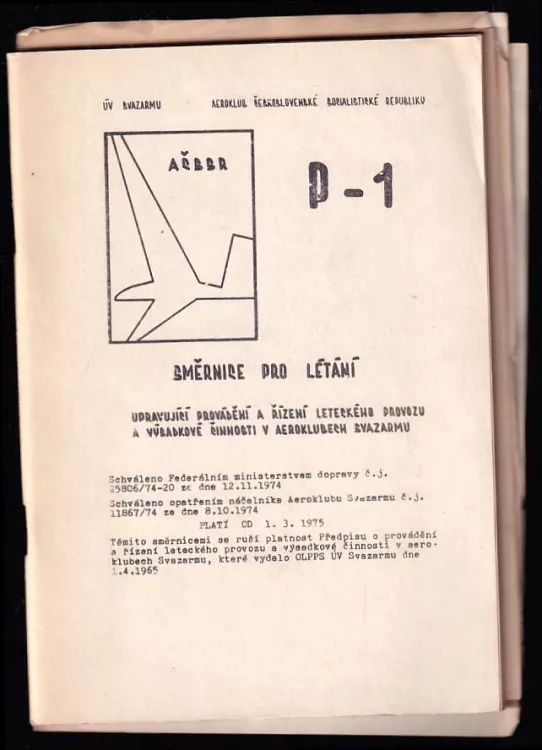 ÚV SVAZARMU AEROKLUB ČESKOSLOVENSKÉ SOCIALISTICKÉ REPUBLIKY
AČSSR
P-1
SMĚRNICE PRO LÉTÁNÍ
UPRAVUJÍCÍ PROVÁDĚNÍ A ŘÍZENÍ LETECKÉHO PROVOZU
A VÝSADKOVÉ ČINNOSTI V AEROKLUBECH SVAZARMU
Schváleno Federálním ministerstvem dopravy č.j.
25806/74-20 ze dne 12.11.1974
Schváleno opatřením náčelníka Aeroklubu Svazarmu č.j.
11867/74 ze dne 8.10.1974
PLATÍ OD 1. 3. 1975
Těmito směrnicemi se ruší platnost Předpisu o provádění
a řízení leteckého provozu a výsadkové činnosti v aero-
klubech Svazarmu, které vydalo OLPPS ÚV Svazarmu dne
1.4.1965